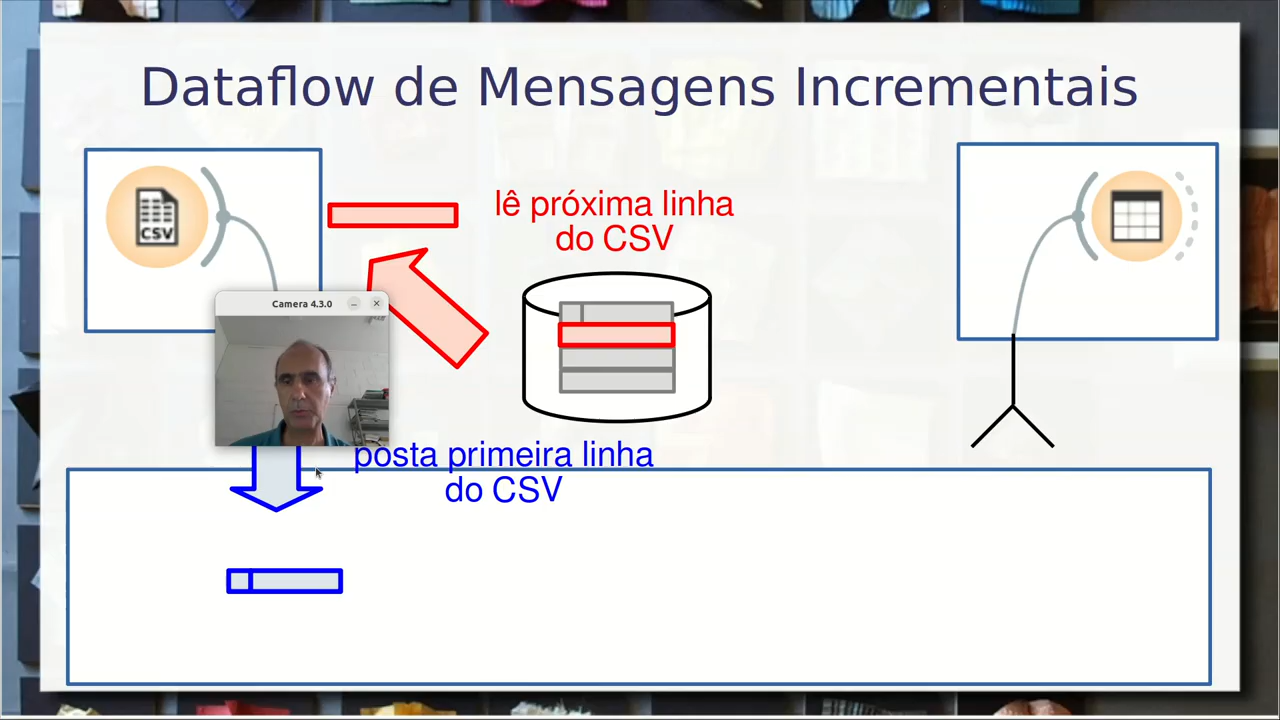 Dataflow de Mensagens Incrementais
CSV
lê próxima linha
do CSV
Camera 4.3.0
posta primeira linha
do CSV